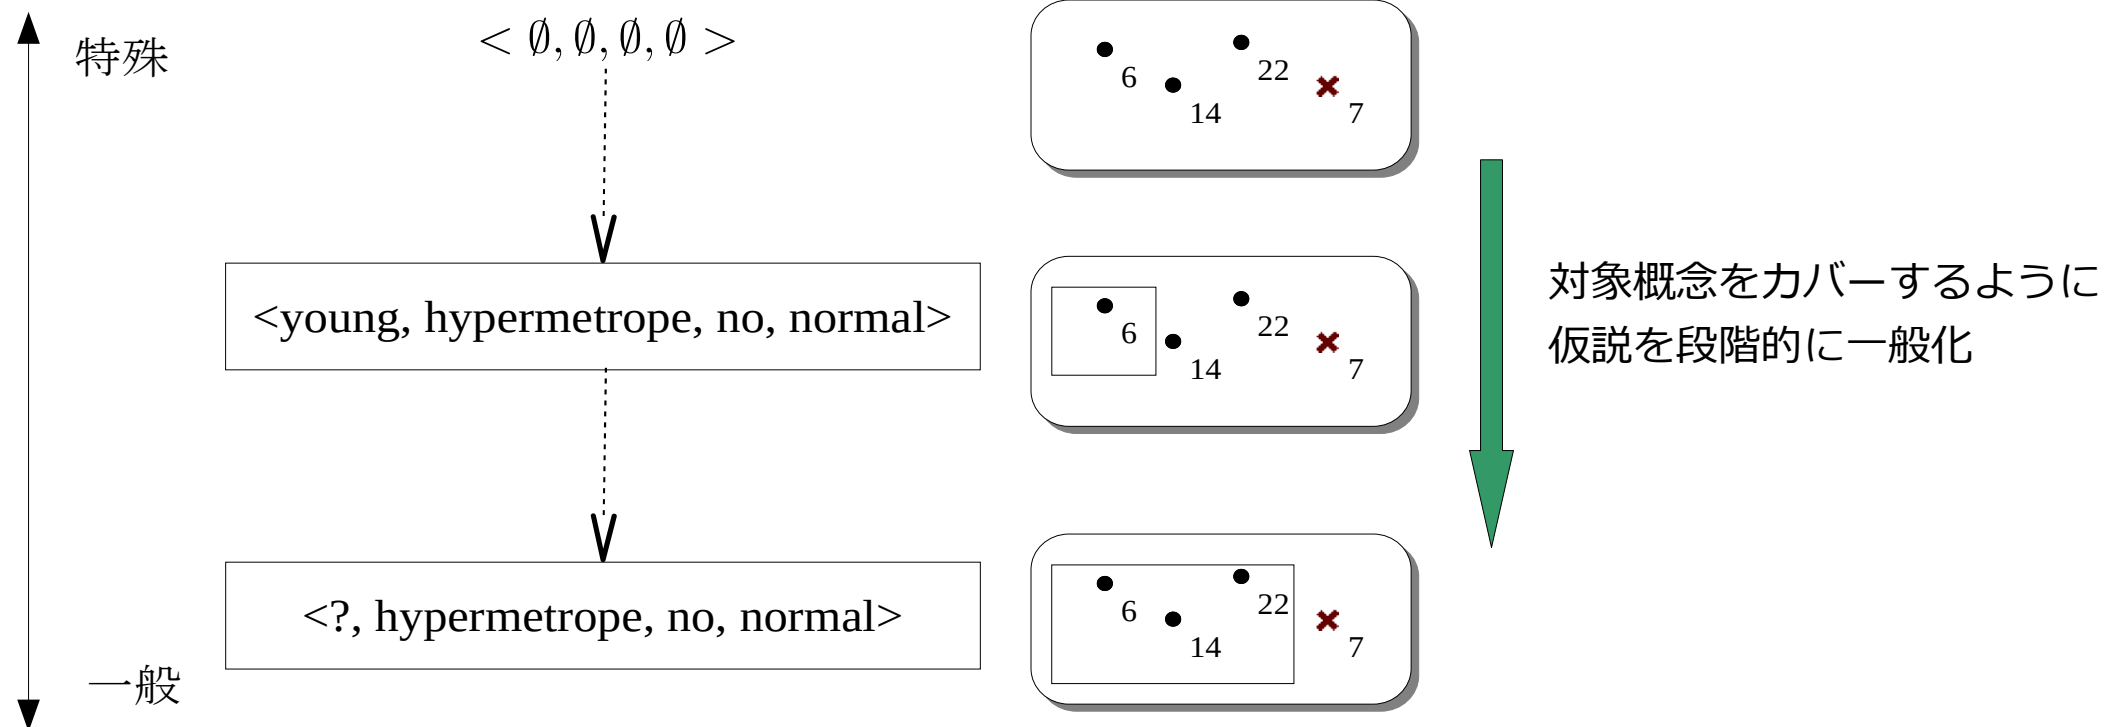 特殊
< ∅, ∅, ∅, ∅ >
6
22
14
7
<young, hypermetrope, no, normal>
6
22
14
7
対象概念をカバーするように
仮説を段階的に一般化
<?, hypermetrope, no, normal>
6
22
14
7
一般